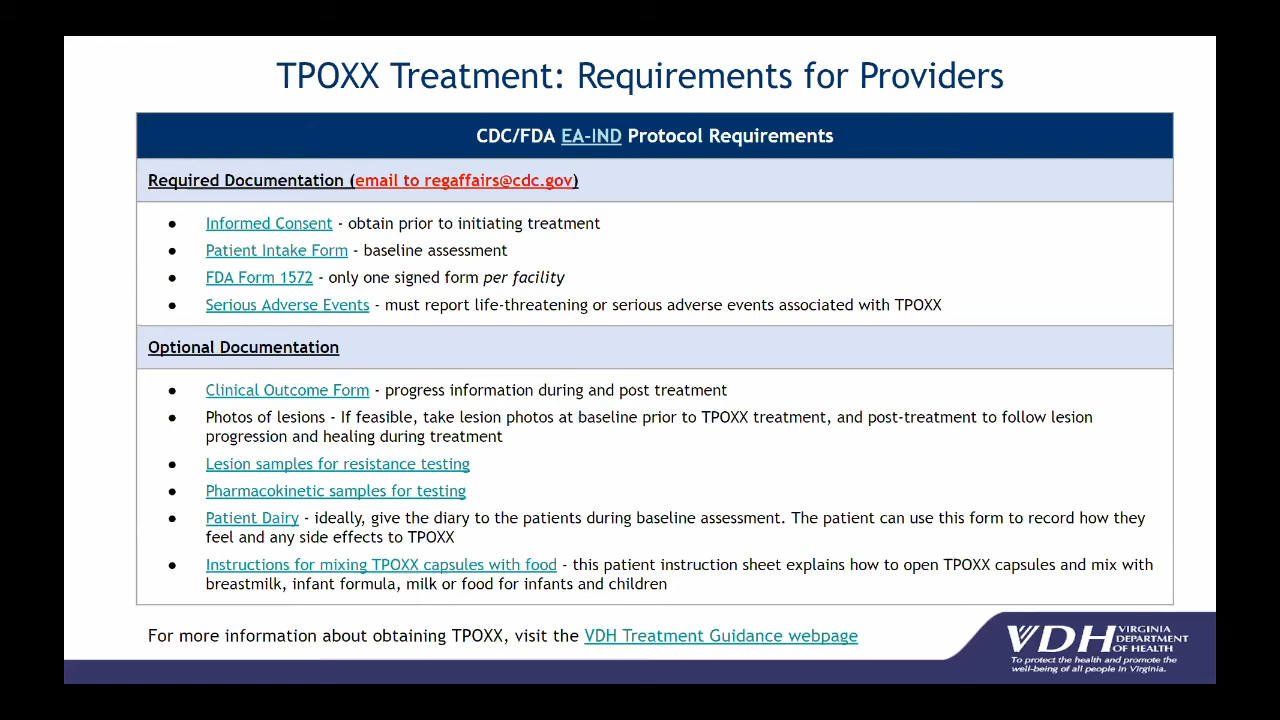 TPOXX Treatment: Requirements for Providers
CDC/FDA EA-IND Protocol Requirements
Required Documentation (email to regaffairs@cdc.gov)
● Informed Consent - obtain prior to initiating treatment
● Patient Intake Form - baseline assessment
● FDA Form 1572 - only one signed form per facility
● Serious Adverse Events - must report life-threatening or serious adverse events associated with TPOXX
Optional Documentation
● Clinical Outcome Form - progress information during and post treatment
● Photos of lesions - If feasible, take lesion photos at baseline prior to TPOXX treatment, and post-treatment to follow lesion
progression and healing during treatment
● Lesion samples for resistance testing
● Pharmacokinetic samples for testing
● Patient Dairy - ideally, give the diary to the patients during baseline assessment. The patient can use this form to record how they
feel and any side effects to TPOXX
● Instructions for mixing TPOXX capsules with food - this patient instruction sheet explains how to open TPOXX capsules and mix with
breastmilk, infant formula, milk or food for infants and children
For more information about obtaining TPOXX, visit the VDH Treatment Guidance webpage
VDH VIRGINIA
DEPARTMENT
OF HEALTH
To protect the health and promote the
well-being of all people in Virginia.